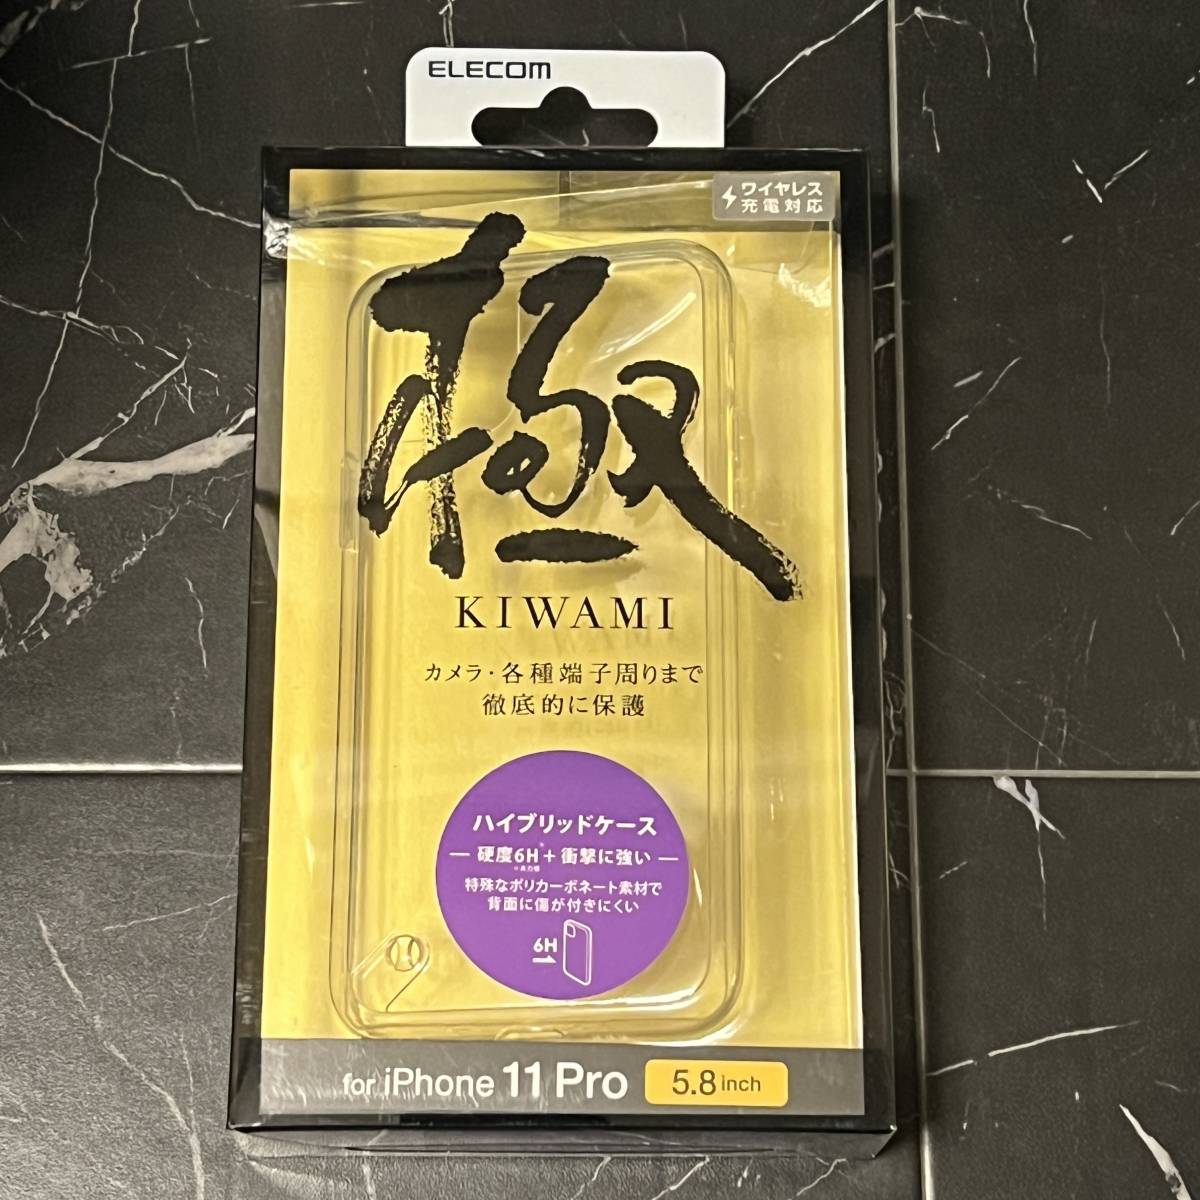 ELECOM
ワイヤレス
充電対応
極
KIWAMI
カメラ・各種端子周りまで
徹底的に保護
ハイブリッドケース
硬度6H※+衝撃に強い
特殊なポリカーボネート素材で
背面に傷が付きにくい
6H
for iPhone 11 Pro 5.8inch